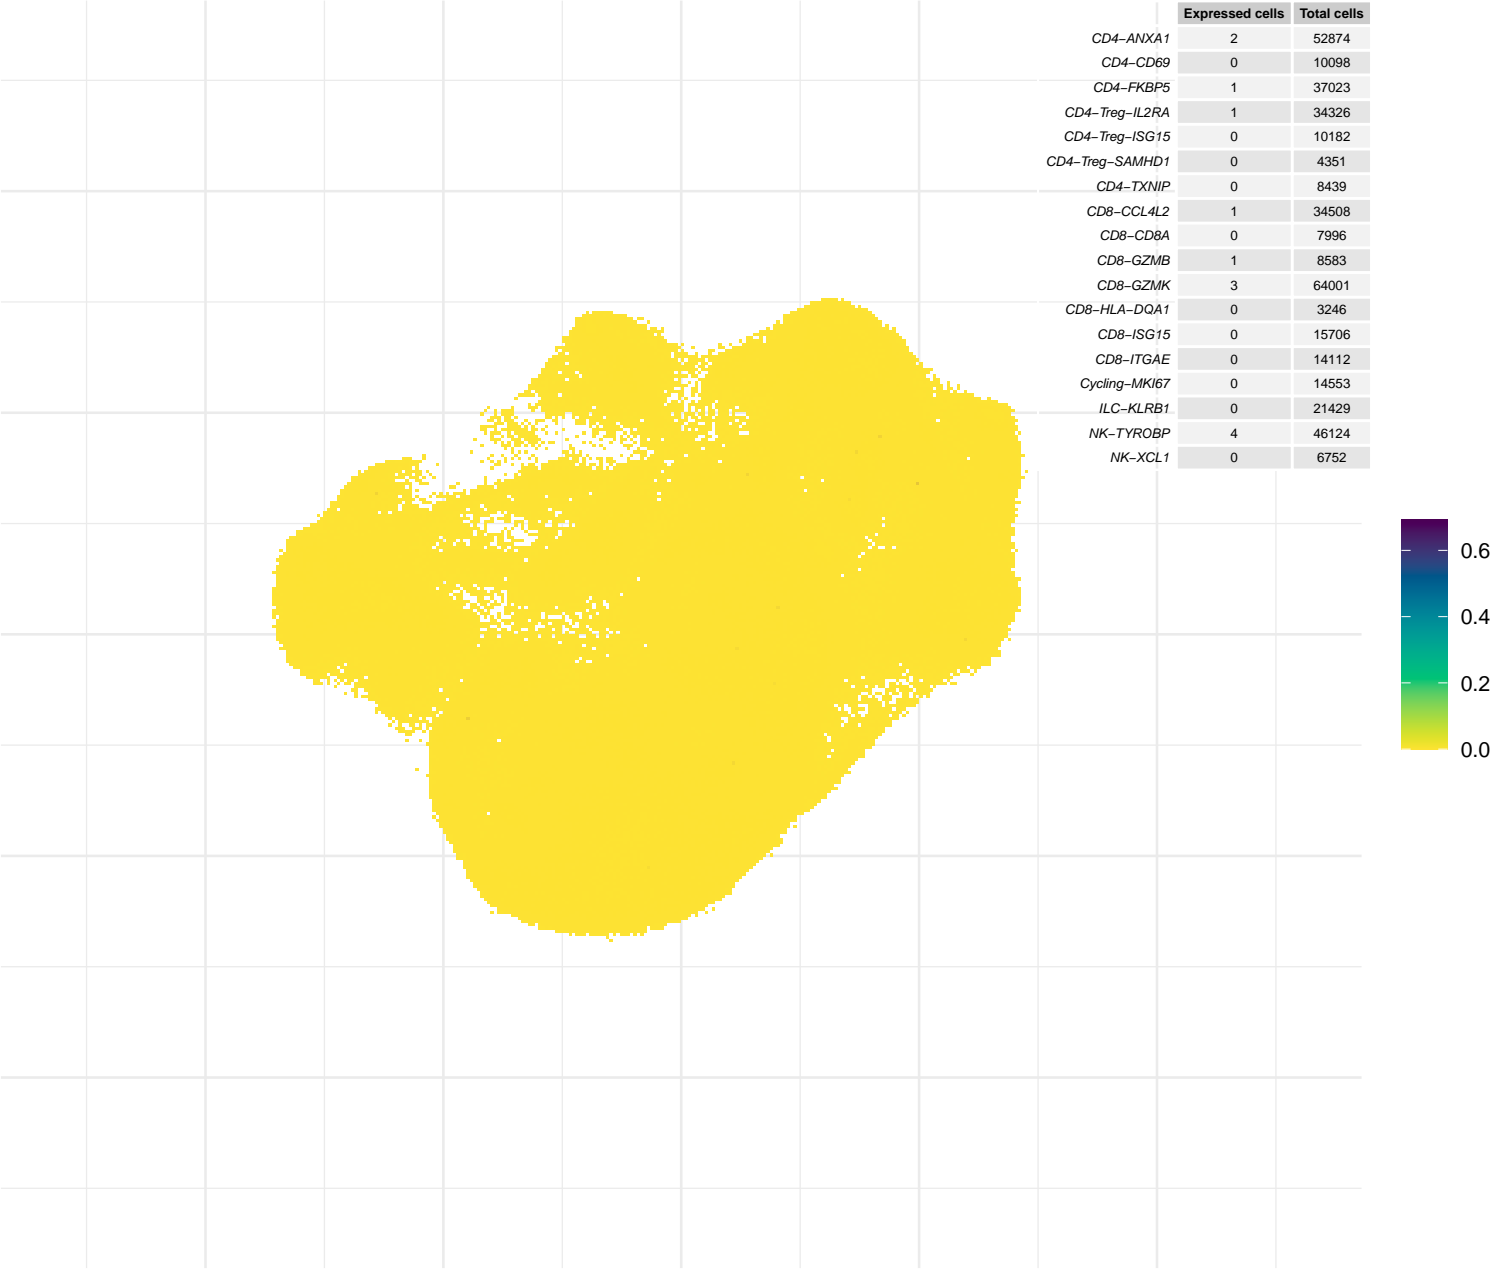 Expressed cells Total cells
CD4−ANXA1 2 52874
CD4−CD69 0 10098
CD4−FKBP5 1 37023
CD4−Treg−IL2RA 1 34326
CD4−Treg−ISG15 0 10182
CD4−Treg−SAMHD1 0 4351
CD4−TXNIP 0 8439
CD8−CCL4L2 1 34508
CD8−CD8A 0 7996
CD8−GZMB 1 8583
CD8−GZMK 3 64001
CD8−HLA−DQA1 0 3246
CD8−ISG15 0 15706
CD8−ITGAE 0 14112
Cycling−MKI67 0 14553
ILC−KLRB1 0 21429
NK−TYROBP 4 46124
NK−XCL1 0 6752
0.6
0.4
0.2
0.0